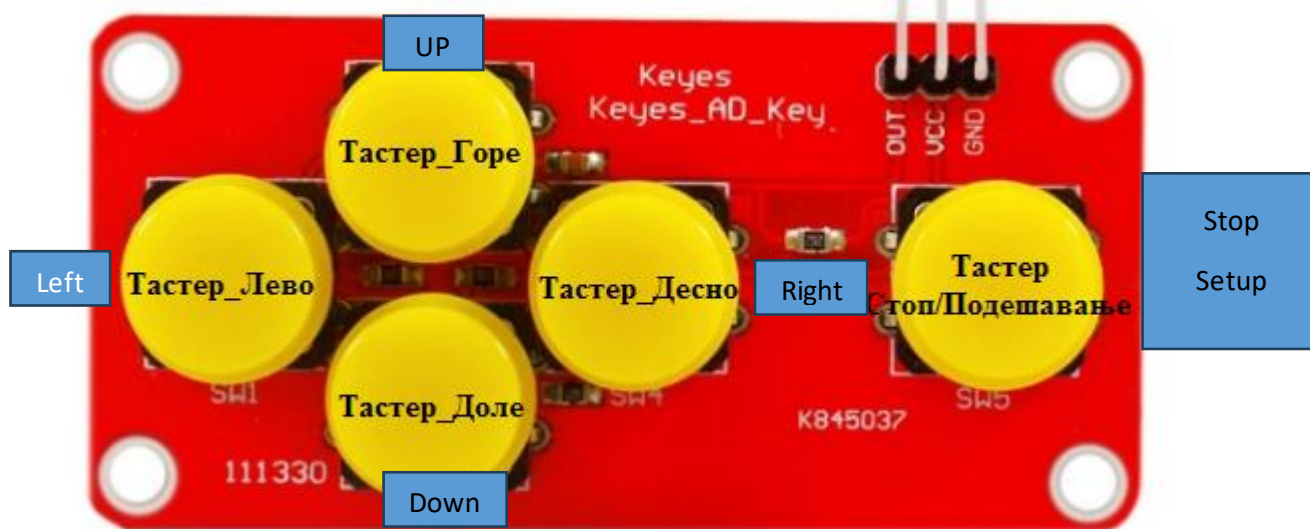 UP
Keyes
Keyes_AD_Key
OUT
VCC
GND
Тастер_Горе
Left
Тастер_Лево
Тастер_Десно
Right
Тастер
Стоп/Подешавање
Stop
Setup
SW1
Тастер_Доле
SW4
SW5
K845037
111330
Down